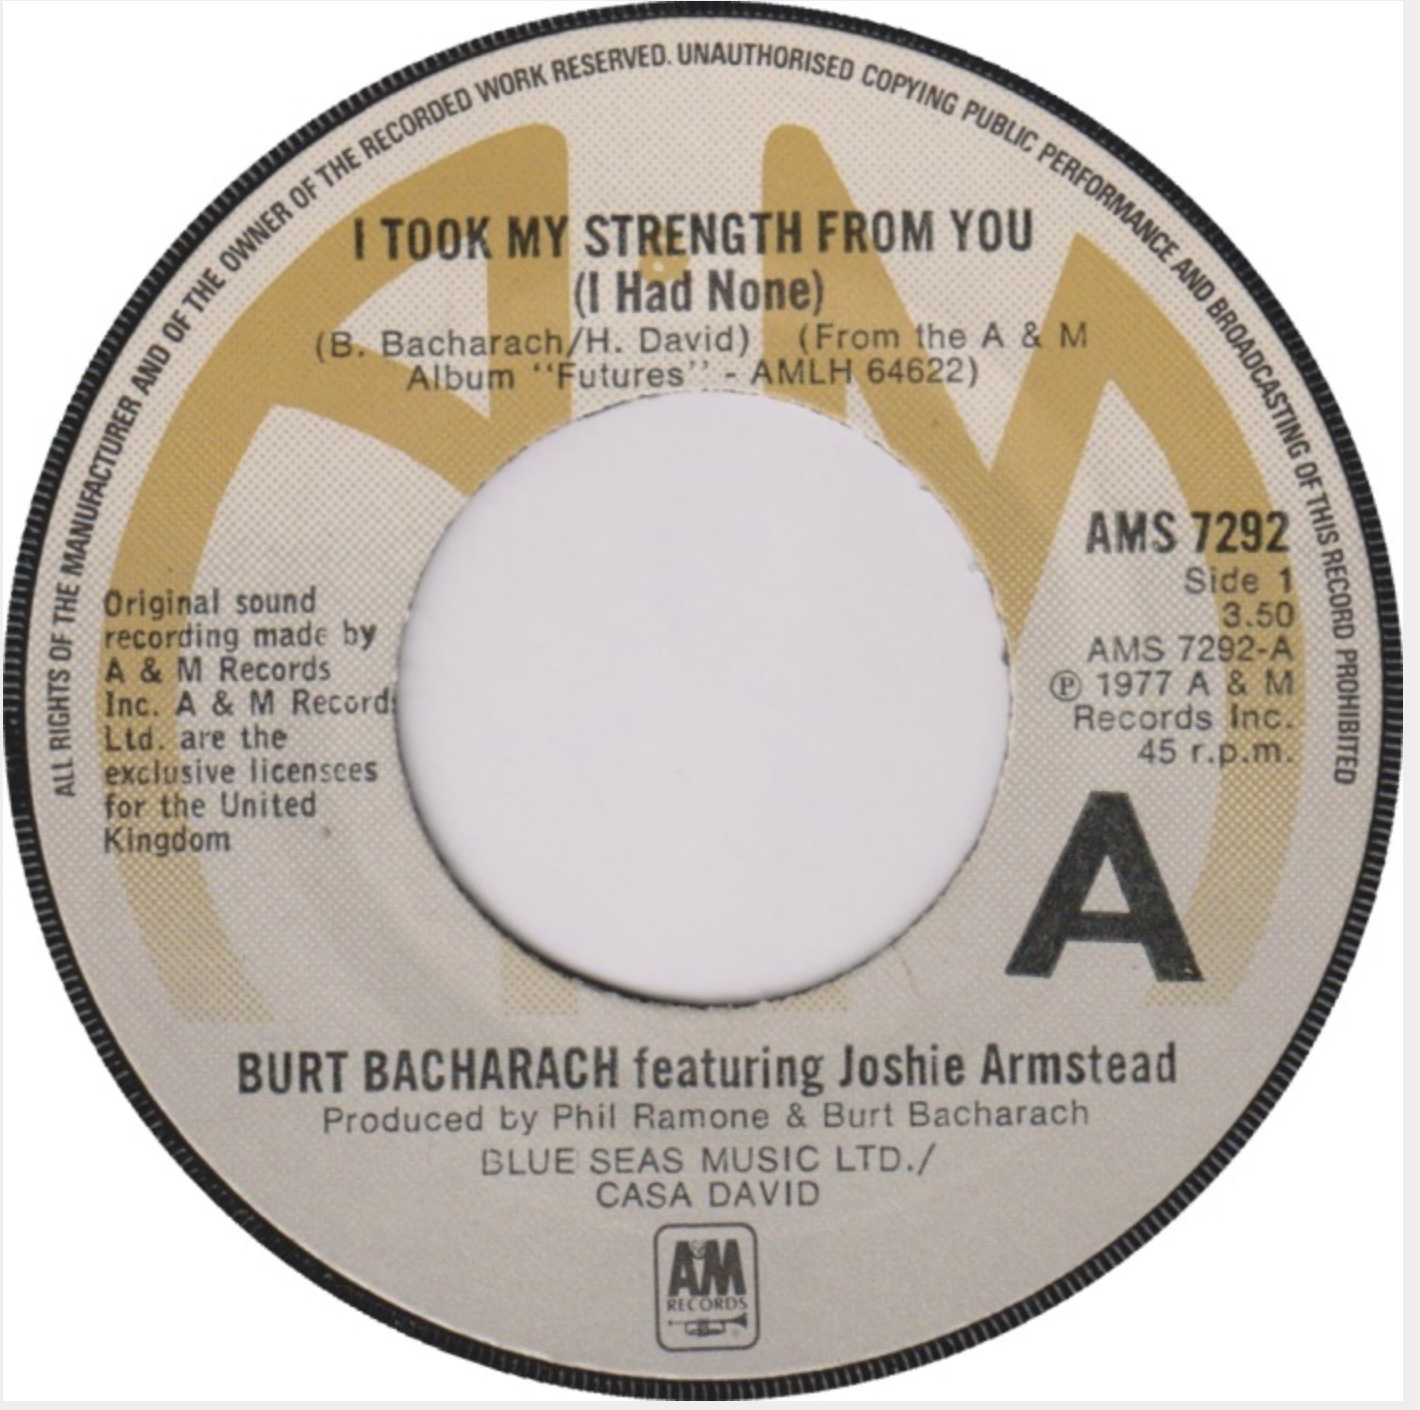 ALL RIGHTS OF THE MANUFACTURER AND OF THE OWNER OF THE RECORDED WORK RESERVED. UNAUTHORISED COPYING PUBLIC PERFORMANCE AND BROADCASTING OF THIS RECORD PROHIBITED
I TOOK MY STRENGTH FROM YOU
(I Had None)
(B. Bacharach/H. David) (From the A & M
Album "Futures" - AMLH 64622)
AMS 7292
Side 1
3.50
AMS 7292-A
℗ 1977 A & M
Records Inc.
45 r.p.m.
A
Original sound
recording made by
A & M Records
Inc. A & M Records
Ltd. are the
exclusive licensees
for the United
Kingdom
BURT BACHARACH featuring Joshie Armstead
Produced by Phil Ramone & Burt Bacharach
BLUE SEAS MUSIC LTD./
CASA DAVID
A&M
RECORDS